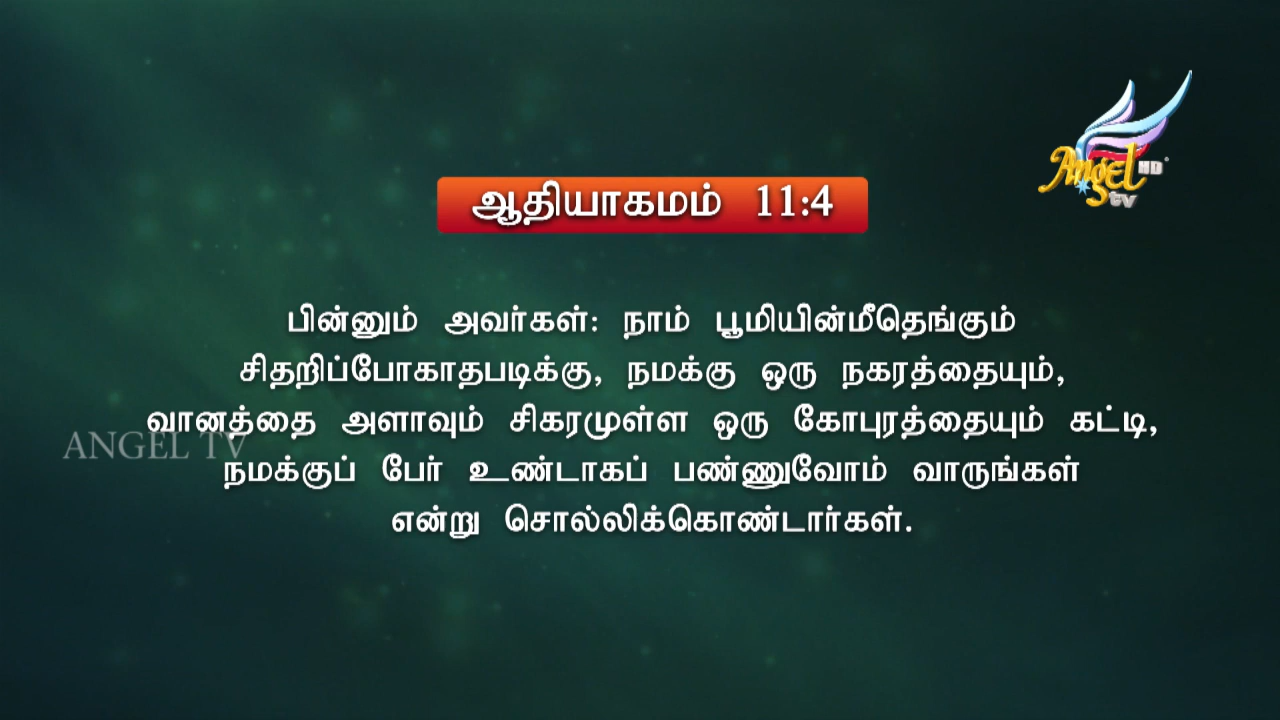 Angel HD
tv
ஆதியாகமம் 11:4
பின்னும் அவர்கள்: நாம் பூமியின்மீதெங்கும்
சிதறிப்போகாதபடிக்கு, நமக்கு ஒரு நகரத்தையும்,
வானத்தை அளாவும் சிகரமுள்ள ஒரு கோபுரத்தையும் கட்டி,
ANGEL TV
நமக்குப் பேர் உண்டாகப் பண்ணுவோம் வாருங்கள்
என்று சொல்லிக்கொண்டார்கள்.